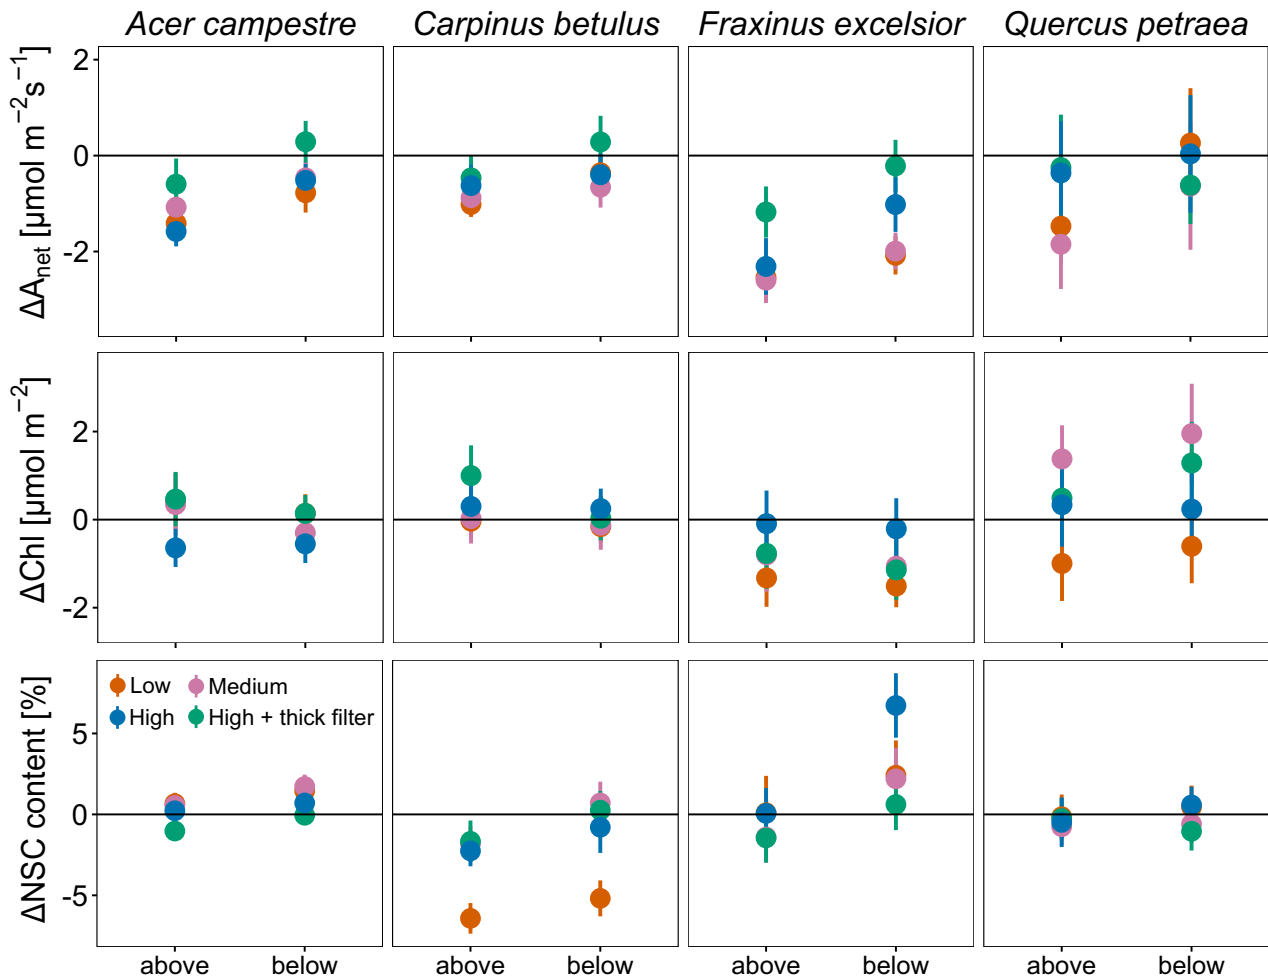 Acer campestre Carpinus betulus Fraxinus excelsior Quercus petraea
ΔAnet [μmol m−2s−1]
2
0
-2
ΔChl [μmol m−2]
2
0
-2
ΔNSC content [%]
5
0
-5
Low Medium
High High + thick filter
above below above below above below above below